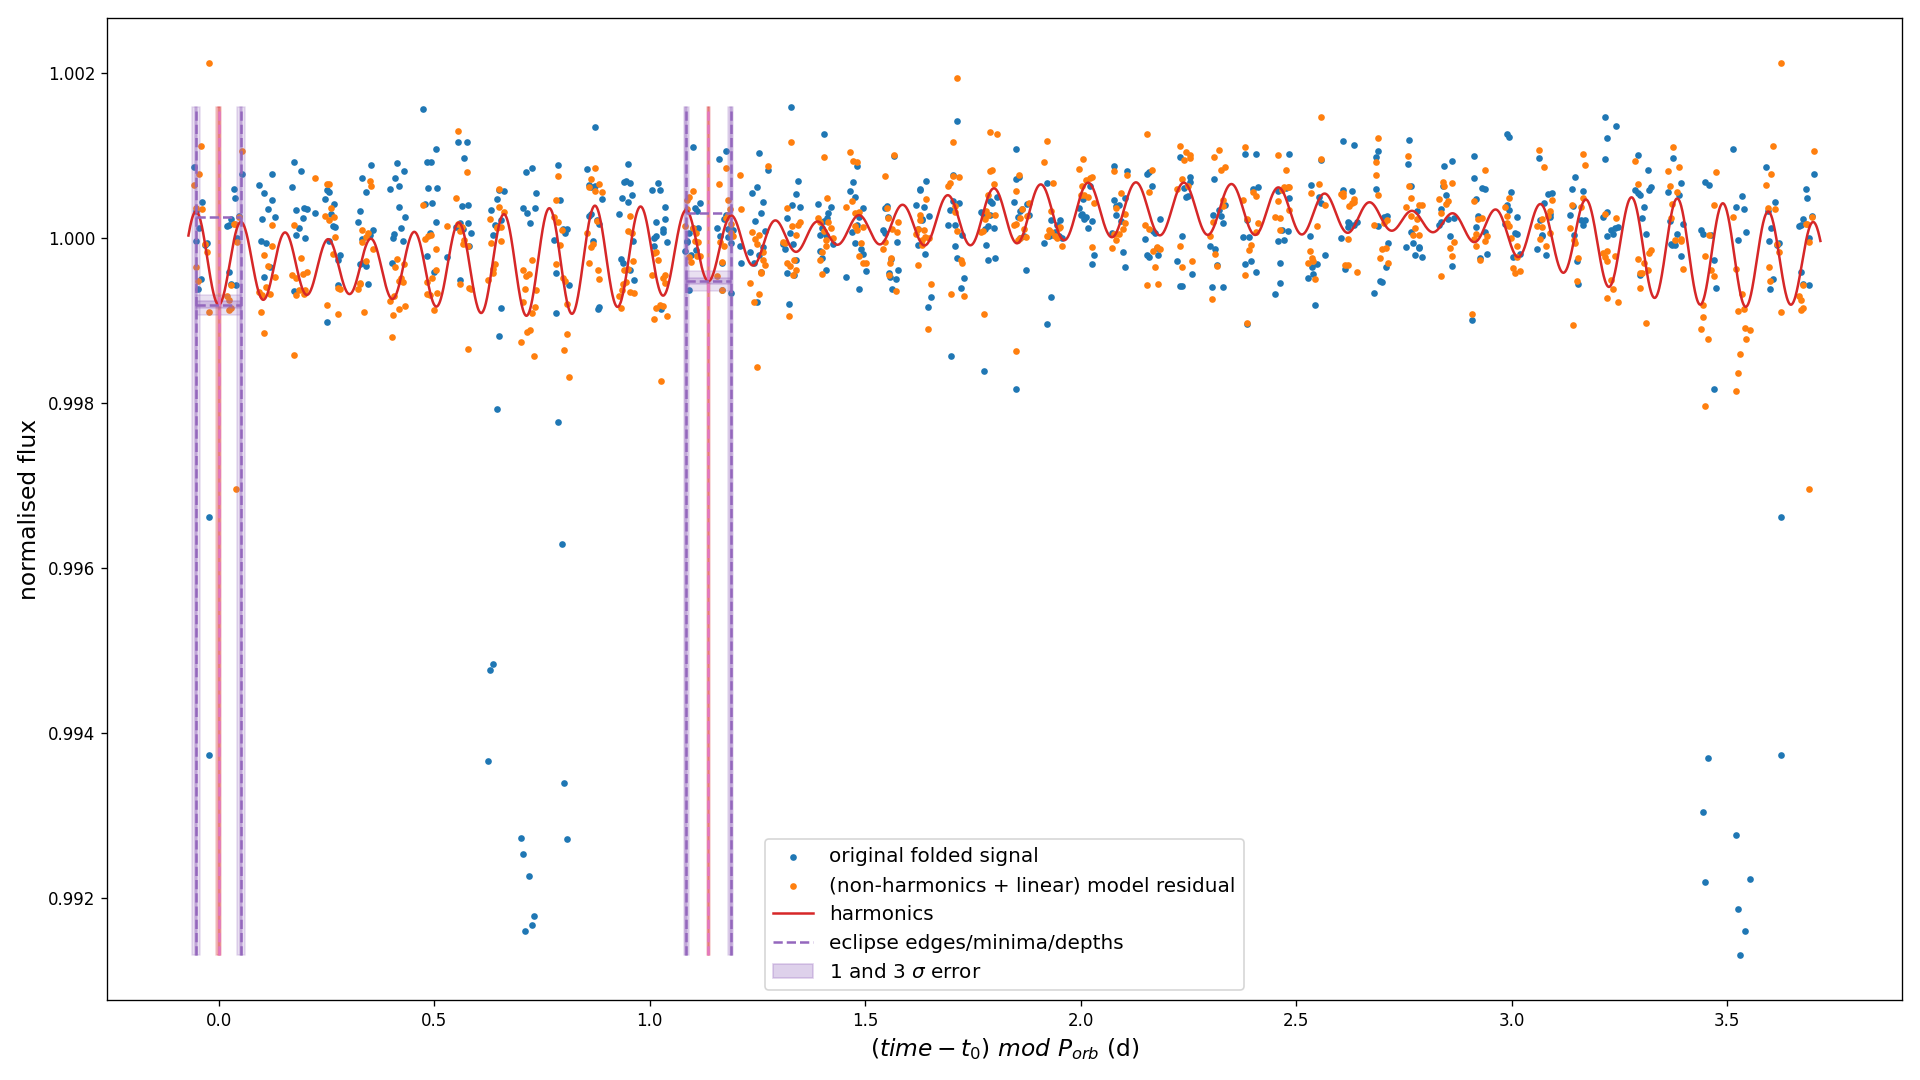 normalised flux
1.002
1.000
0.998
0.996
0.994
0.992
original folded signal
(non-harmonics + linear) model residual
harmonics
eclipse edges/minima/depths
1 and 3 σ error
0.0 0.5 1.0 1.5 2.0 2.5 3.0 3.5
(time − t₀) mod Pₒᵣᵦ (d)